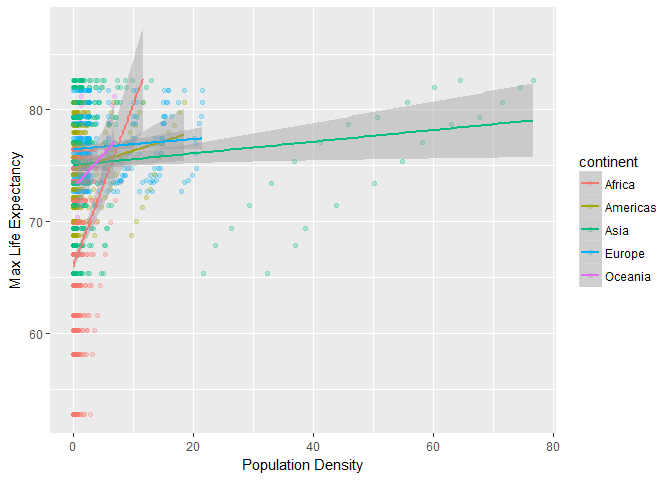 80
70
60
0
20
40
60
80
Population Density
Max Life Expectancy
continent
Africa
Americas
Asia
Europe
Oceania